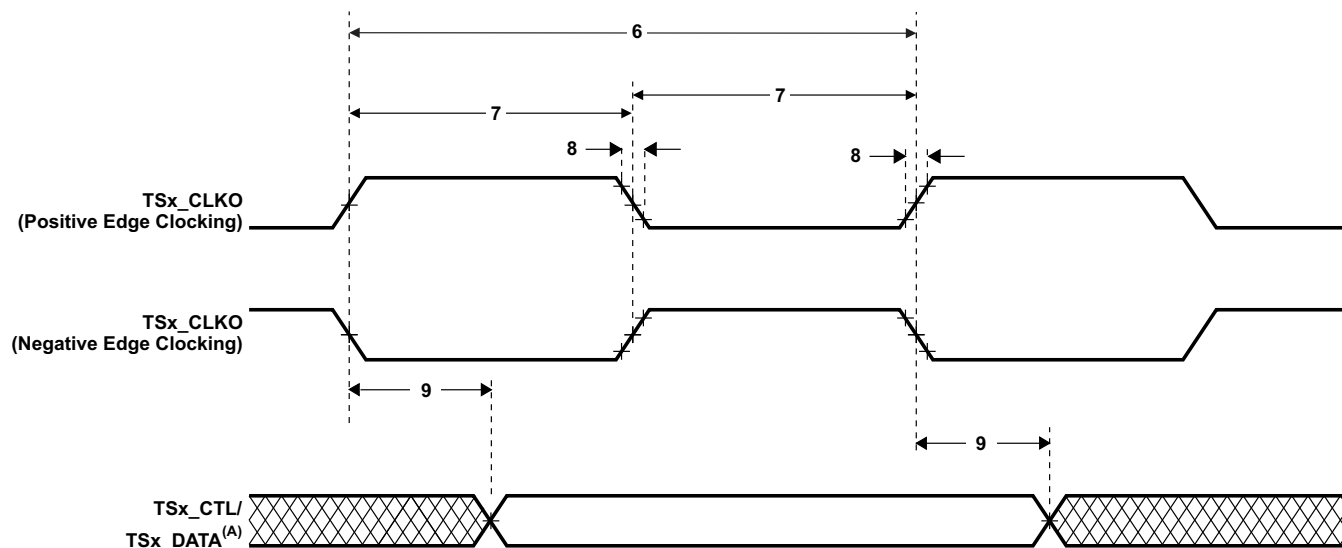 6
7
7
8
8
TSx_CLKO
(Positive Edge Clocking)
TSx_CLKO
(Negative Edge Clocking)
9
9
TSx_CTL/
TSx_DATA(A)